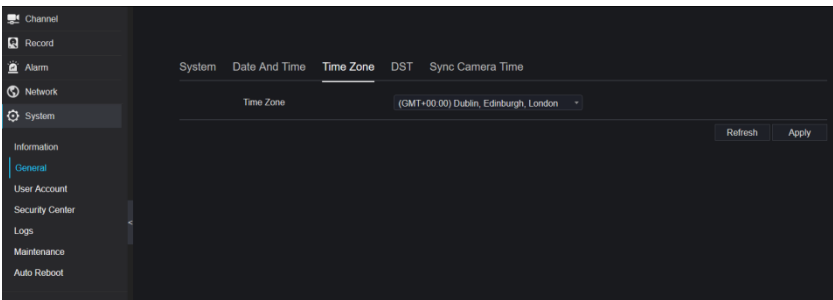 Channel
Record
Alarm
Network
System
Information
General
User Account
Security Center
Logs
Maintenance
Auto Reboot
<
System Date And Time Time Zone DST Sync Camera Time
Time Zone (GMT+00:00) Dublin, Edinburgh, London
Refresh Apply